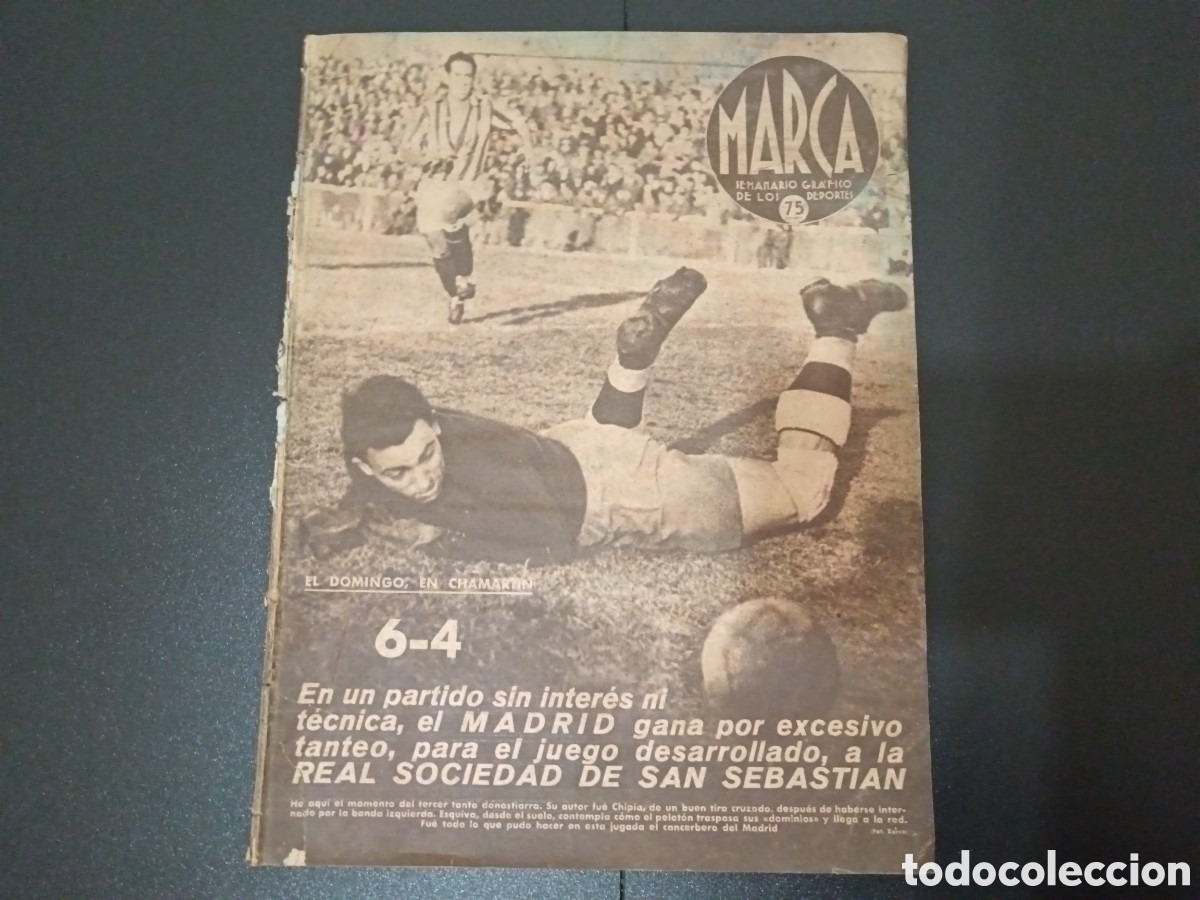 MARCA
SEMANARIO GRÁFICO
DE LOS DEPORTES
75
EL DOMINGO, EN CHAMARTIN
6-4
En un partido sin interés ni
técnica, el MADRID gana por excesivo
tanteo, para el juego desarrollado, a la
REAL SOCIEDAD DE SAN SEBASTIAN
He aquí el momento del tercer tanto donostiarra. Su autor fué Chipia, de un buen tiro cruzado, después de haberse inter-
nado por la banda izquierda. Esquiva, desde el suelo, contempla cómo el pelotón traspasa sus «dominios» y llega a la red.
Fué todo lo que pudo hacer en esta jugada el cancerbero del Madrid
(Fot.
todocoleccion